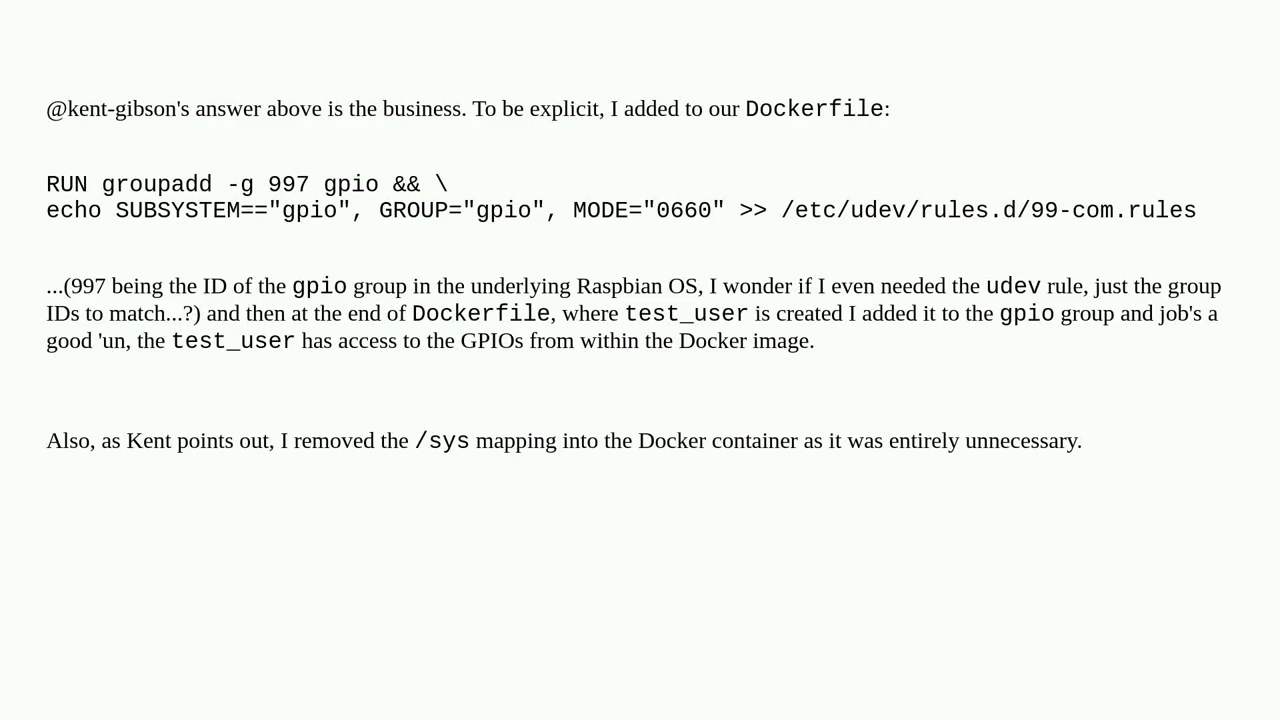 @kent-gibson's answer above is the business. To be explicit, I added to our Dockerfile:
RUN groupadd -g 997 gpio && \
echo SUBSYSTEM=="gpio", GROUP="gpio", MODE="0660" >> /etc/udev/rules.d/99-com.rules
...(997 being the ID of the gpio group in the underlying Raspbian OS, I wonder if I even needed the udev rule, just the group
IDs to match...?) and then at the end of Dockerfile, where test_user is created I added it to the gpio group and job's a
good 'un, the test_user has access to the GPIOs from within the Docker image.
Also, as Kent points out, I removed the /sys mapping into the Docker container as it was entirely unnecessary.